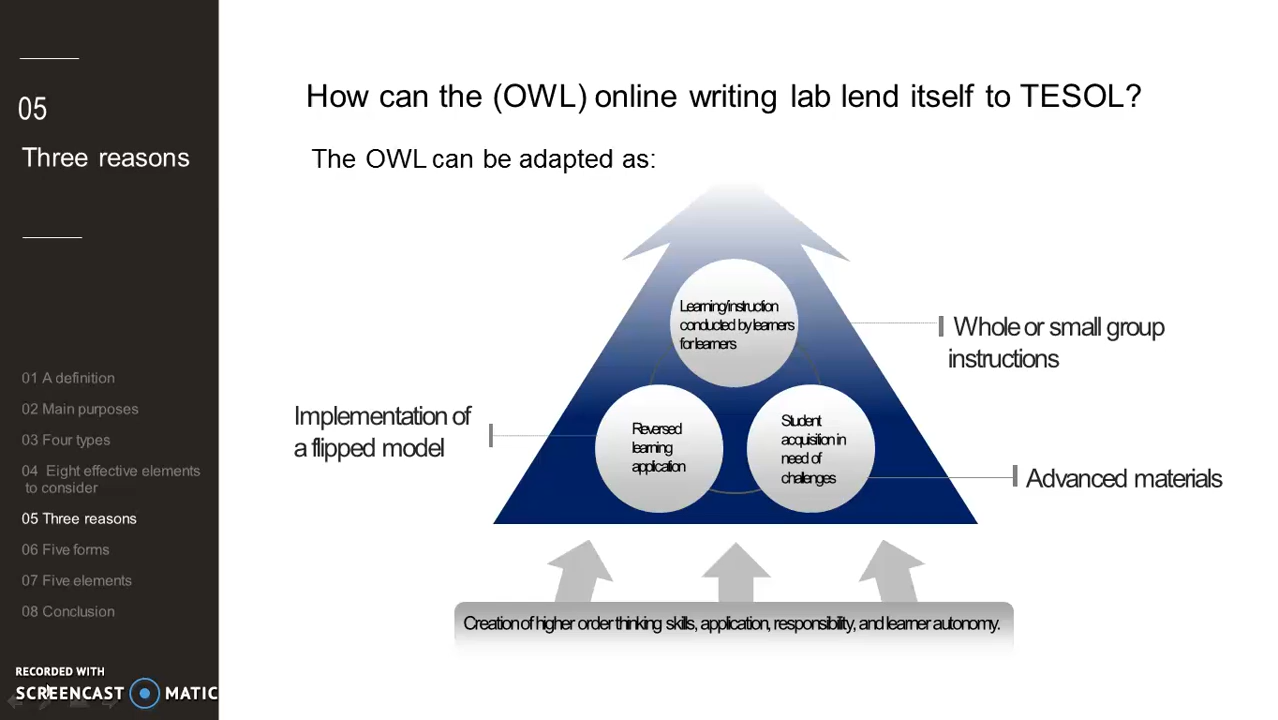 05
Three reasons
01 A definition
02 Main purposes
03 Four types
04 Eight effective elements
to consider
05 Three reasons
06 Five forms
07 Five elements
08 Conclusion
RECORDED WITH
SCREENCAST MATIC
How can the (OWL) online writing lab lend itself to TESOL?
The OWL can be adapted as:
Learning/instruction
conducted by learners
for learners
Whole or small group
instructions
Implementation of
a flipped model
Reversed
learning
application
Student
acquisition in
need of
challenges
Advanced materials
Creation of higher order thinking skills, application, responsibility, and learner autonomy.